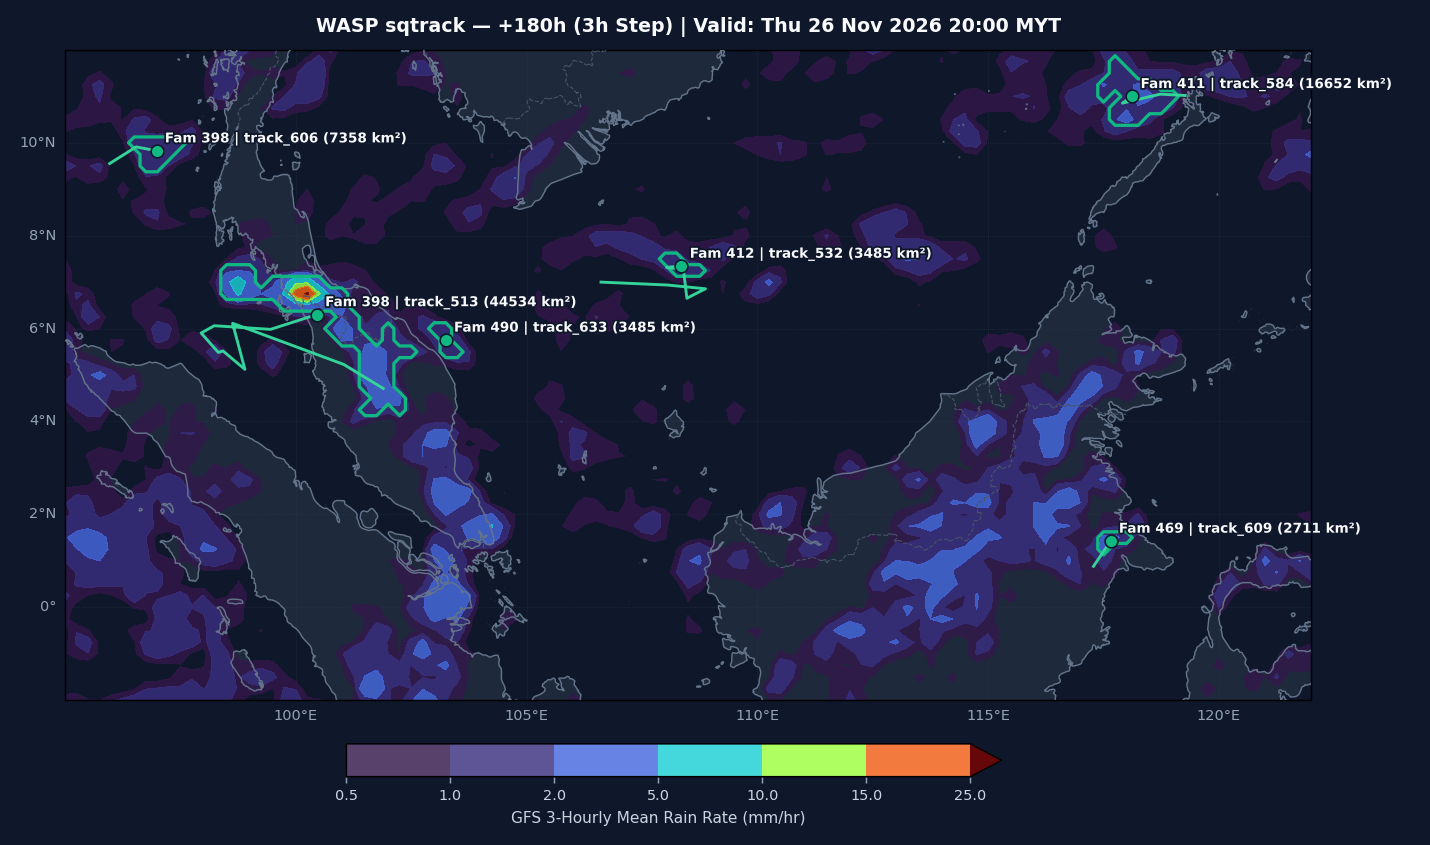 WASP sqtrack — +180h (3h Step) | Valid: Thu 26 Nov 2026 20:00 MYT
Fam 411 | track_584 (16652 km²)
10°N
Fam 398 | track_606 (7358 km²)
8°N
Fam 412 | track_532 (3485 km²)
Fam 398 | track_513 (44534 km²)
6°N
Fam 490 | track_633 (3485 km²)
4°N
2°N
Fam 469 | track_609 (2711 km²)
0°
100°E 105°E 110°E 115°E 120°E
0.5 1.0 2.0 5.0 10.0 15.0 25.0
GFS 3-Hourly Mean Rain Rate (mm/hr)